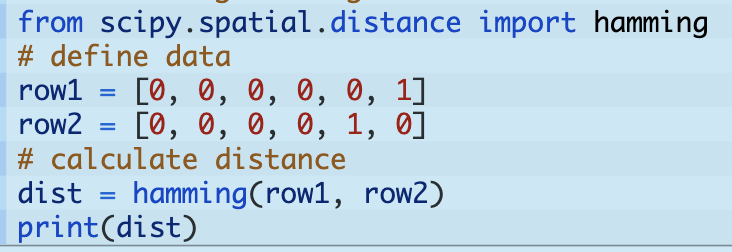 from scipy.spatial.distance import hamming
# define data
row1 = [0, 0, 0, 0, 0, 1]
row2 = [0, 0, 0, 0, 1, 0]
# calculate distance
dist = hamming(row1, row2)
print(dist)